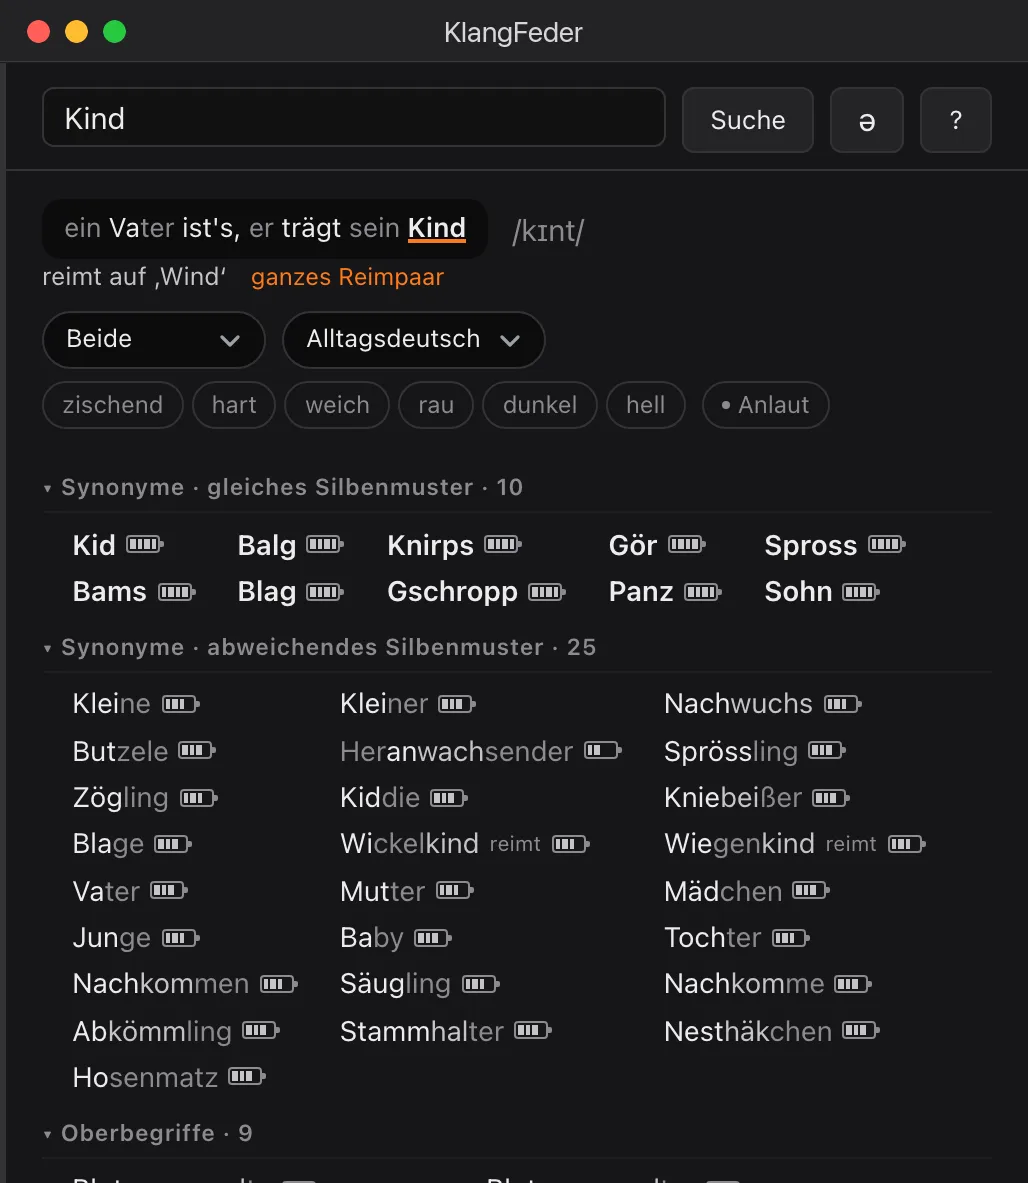 KlangFeder
Kind Suche ə ?
ein Vater ist's, er trägt sein Kind /kɪnt/
reimt auf ‚Wind‘ ganzes Reimpaar
Beide Alltagsdeutsch
zischend hart weich rau dunkel hell • Anlaut
▾ Synonyme · gleiches Silbenmuster · 10
Kid Balg Knirps Gör Spross
Bams Blag Gschropp Panz Sohn
▾ Synonyme · abweichendes Silbenmuster · 25
Kleine Kleiner Nachwuchs
Butzele Heranwachsender Sprössling
Zögling Kiddie Kniebeißer
Blage Wickelkind reimt Wiegenkind reimt
Vater Mutter Mädchen
Junge Baby Tochter
Nachkommen Säugling Nachkomme
Abkömmling Stammhalter Nesthäkchen
Hosenmatz
▾ Oberbegriffe · 9